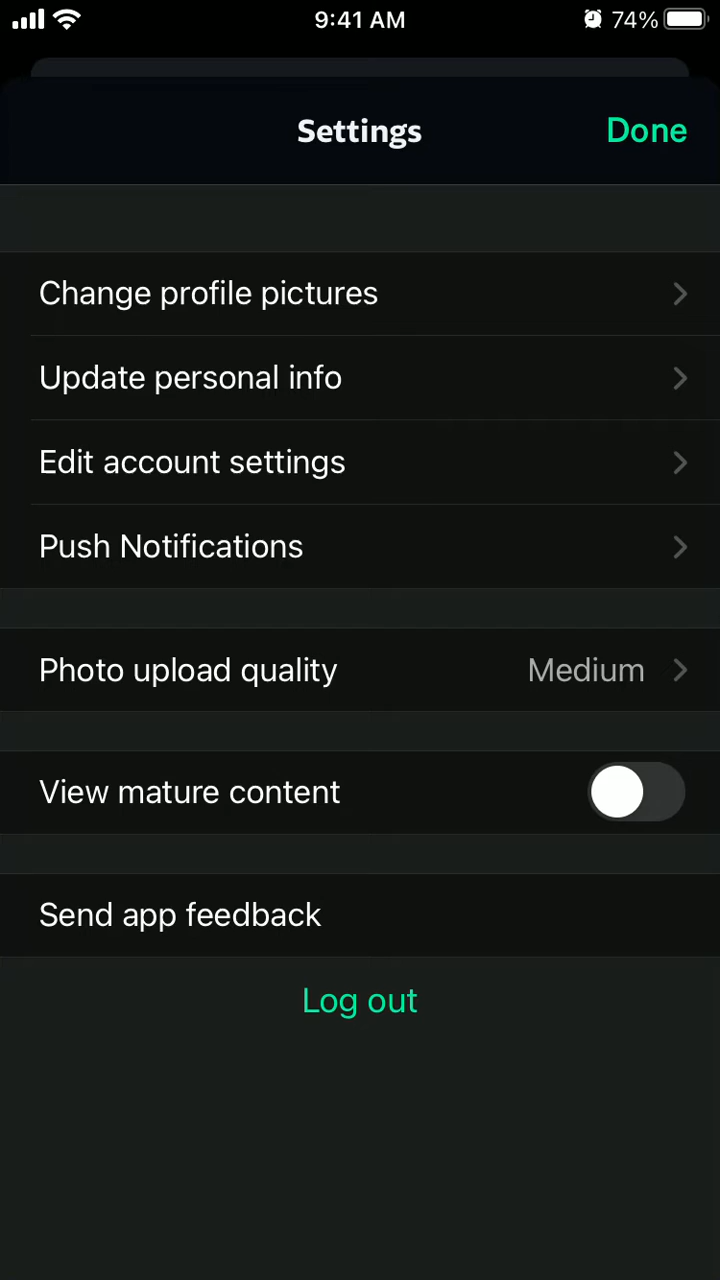 9:41 AM
74%
Settings
Done
Change profile pictures
Update personal info
Edit account settings
Push Notifications
Photo upload quality Medium
View mature content
Send app feedback
Log out